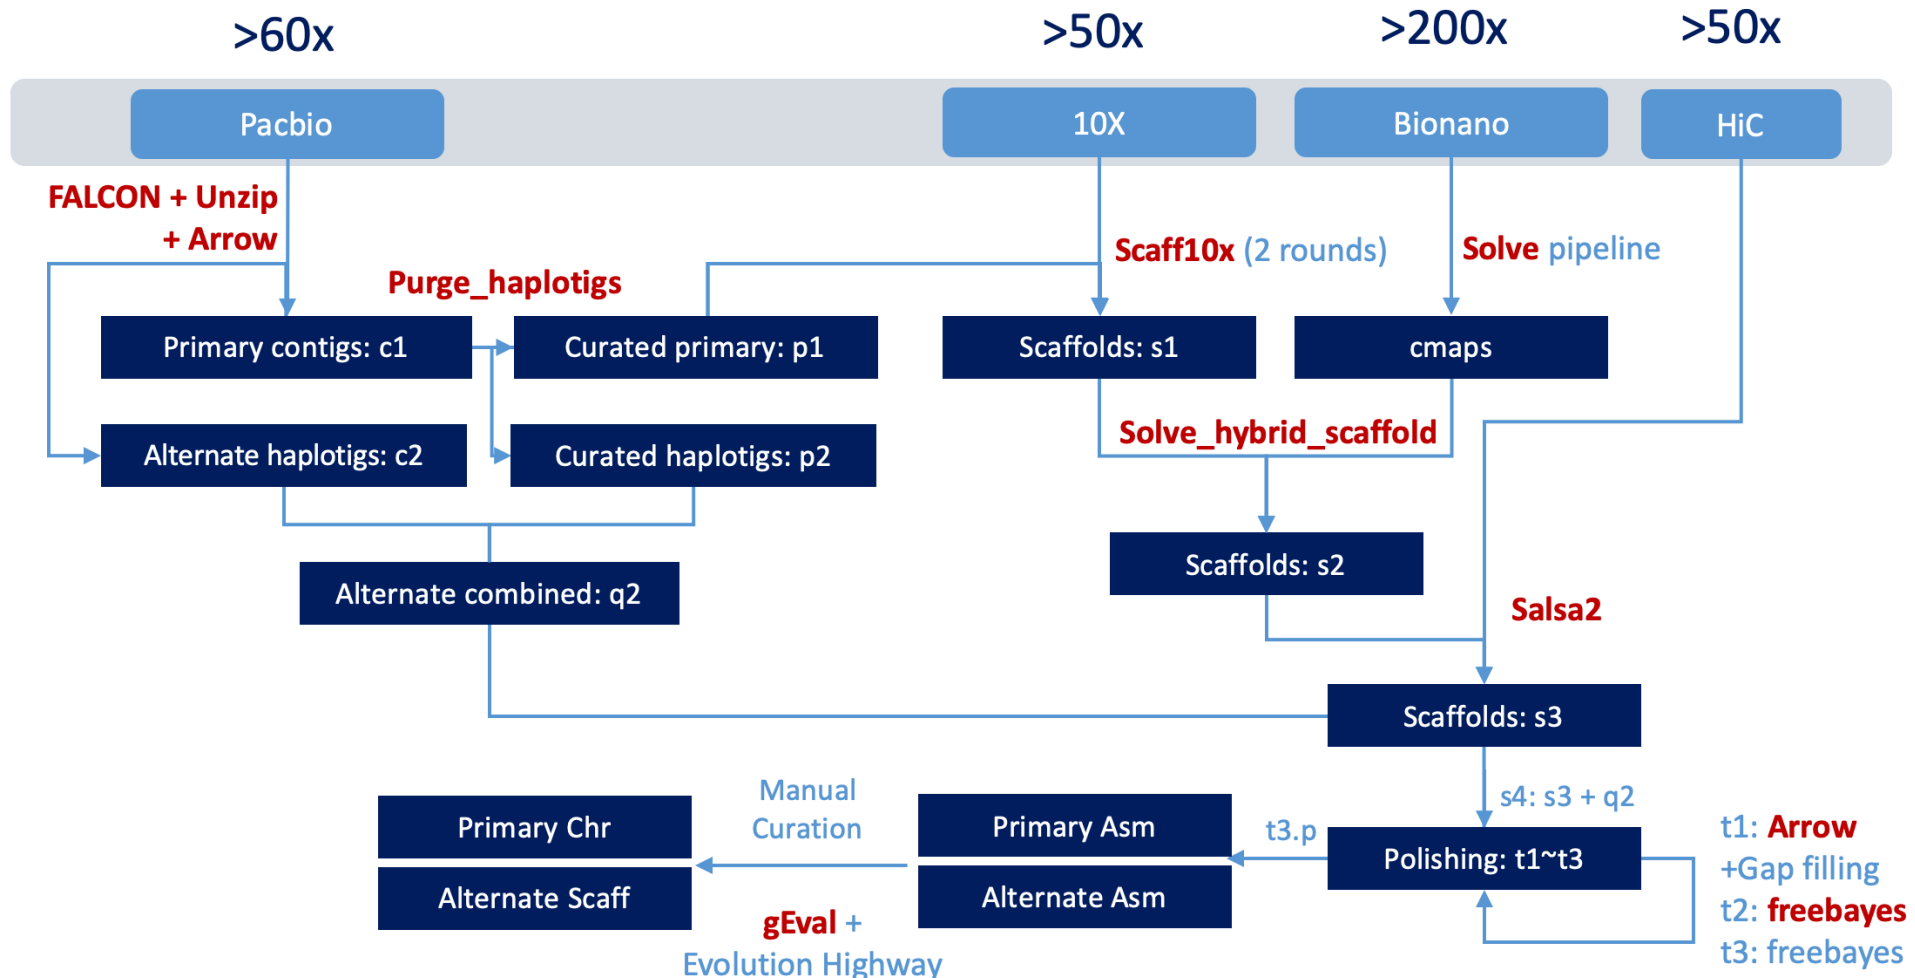 >60x
>50x
>200x
>50x
Pacbio
10X
Bionano
HiC
FALCON + Unzip
+ Arrow
Purge_haplotigs
Scaff10x (2 rounds)
Solve pipeline
Primary contigs: c1
Curated primary: p1
Scaffolds: s1
cmaps
Alternate haplotigs: c2
Curated haplotigs: p2
Solve_hybrid_scaffold
Scaffolds: s2
Alternate combined: q2
Salsa2
Scaffolds: s3
s4: s3 + q2
Polishing: t1~t3
t1: Arrow
+Gap filling
t2: freebayes
t3: freebayes
t3.p
Primary Asm
Alternate Asm
Manual
Curation
gEval +
Evolution Highway
Primary Chr
Alternate Scaff